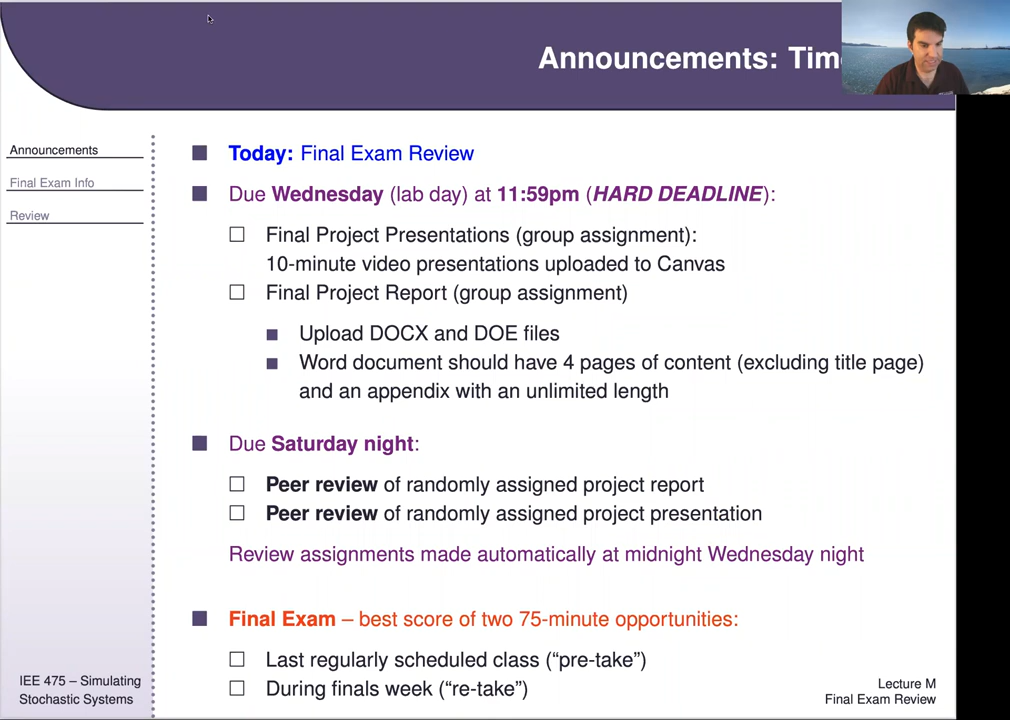 Announcements: Tim
Announcements
Final Exam Info
Review
Today: Final Exam Review
Due Wednesday (lab day) at 11:59pm (HARD DEADLINE):
Final Project Presentations (group assignment):
10-minute video presentations uploaded to Canvas
Final Project Report (group assignment)
Upload DOCX and DOE files
Word document should have 4 pages of content (excluding title page)
and an appendix with an unlimited length
Due Saturday night:
Peer review of randomly assigned project report
Peer review of randomly assigned project presentation
Review assignments made automatically at midnight Wednesday night
Final Exam – best score of two 75-minute opportunities:
Last regularly scheduled class (“pre-take”)
During finals week (“re-take”)
IEE 475 – Simulating
Stochastic Systems
Lecture M
Final Exam Review